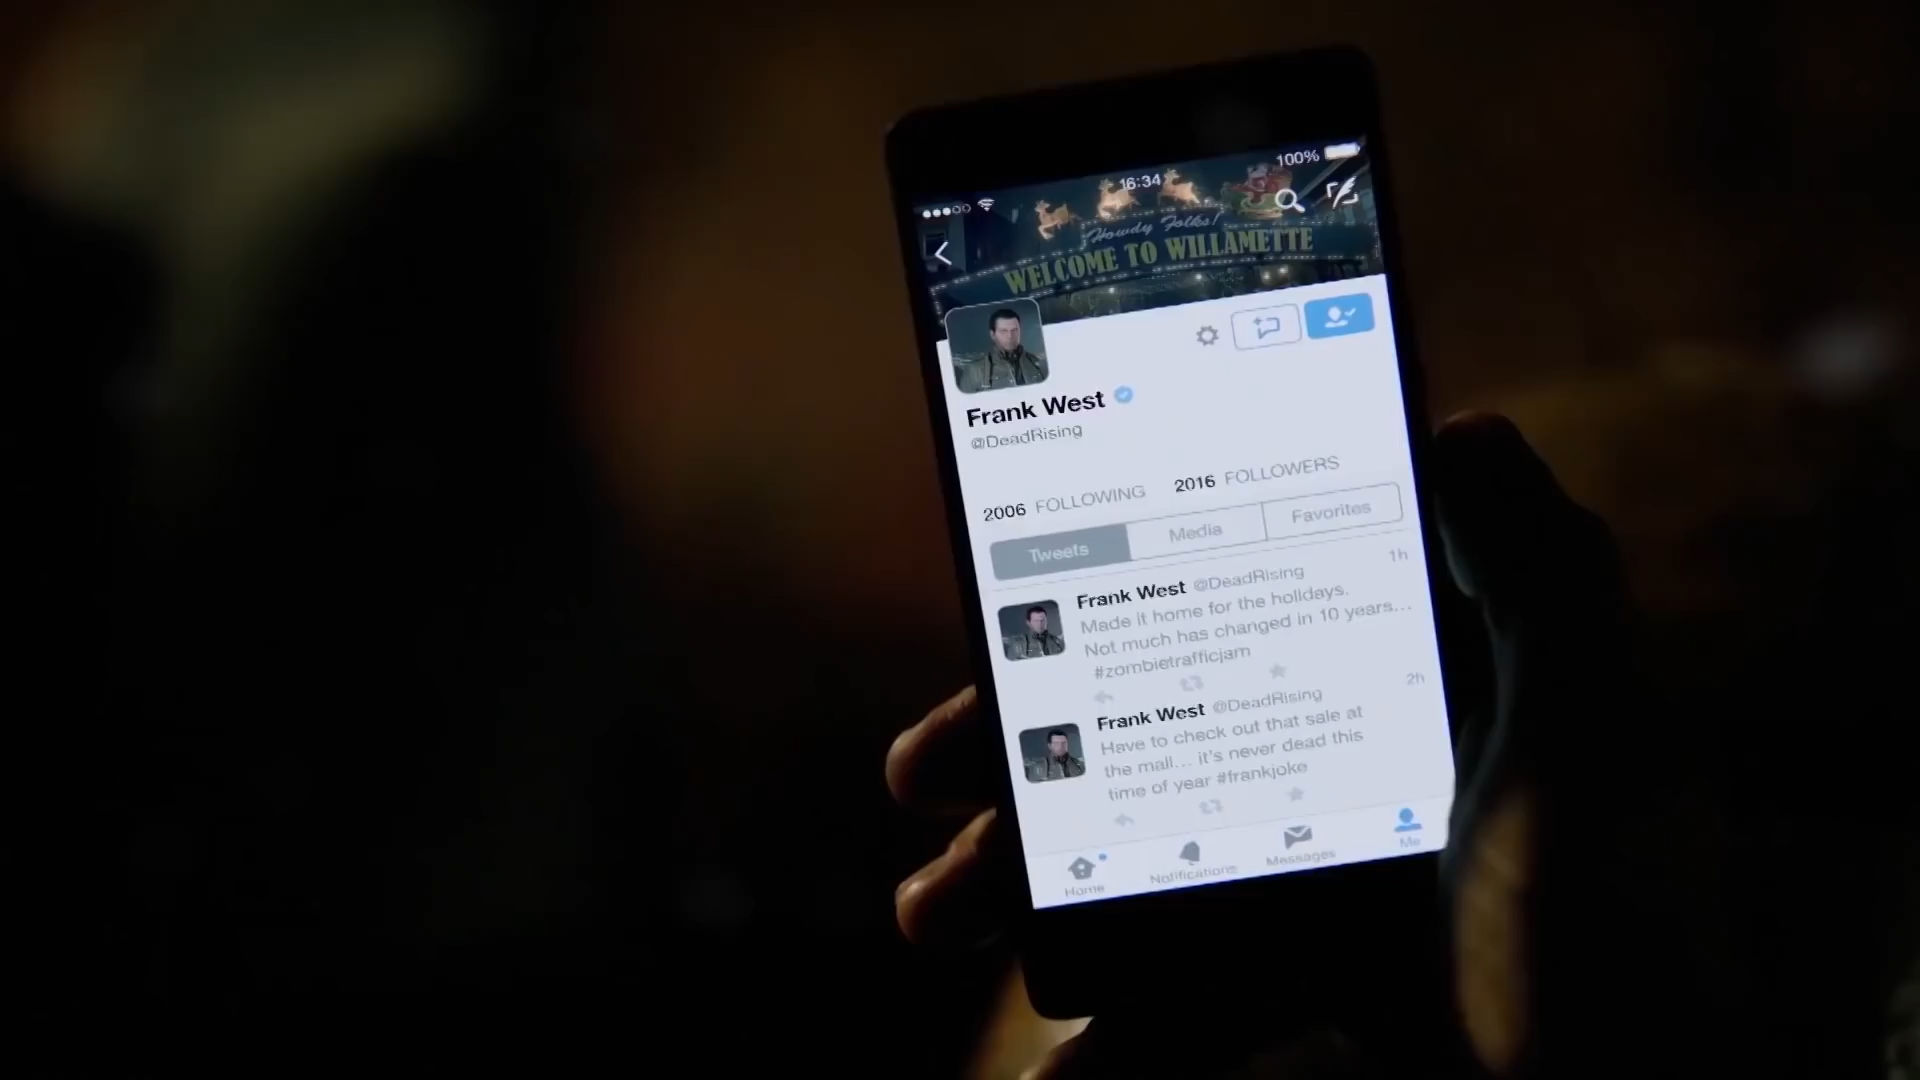 100%
16:34
Howdy Folks!
WELCOME TO WILLAMETTE
Frank West
@DeadRising
2006 FOLLOWING 2016 FOLLOWERS
Tweets Media Favorites
Frank West @DeadRising 1h
Made it home for the holidays.
Not much has changed in 10 years...
#zombietrafficjam
Frank West @DeadRising 2h
Have to check out that sale at
the mall... it's never dead this
time of year #frankjoke
Home Notifications Messages Me